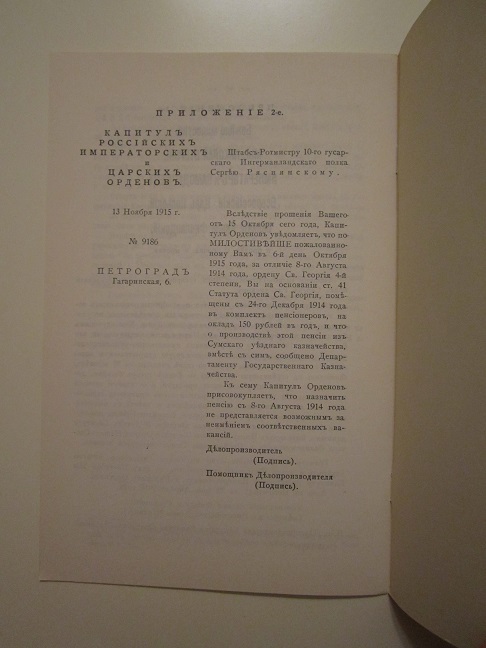 ПРИЛОЖЕНІЕ 2-е.
КАПИТУЛЪ
РОССІЙСКИХЪ
ИМПЕРАТОРСКИХЪ
и
ЦАРСКИХЪ
ОРДЕНОВЪ.
13 Ноября 1915 г.
№ 9186
ПЕТРОГРАДЪ
Гагаринская, 6.
Штабсъ-Ротмистру 10-го гусар-
скаго Ингерманландскаго полка
Сергѣю Распянскому.
Вслѣдствіе прошенія Вашего
отъ 15 Октября сего года, Капи-
тулъ Орденовъ увѣдомляетъ, что по
МИЛОСТИВѢЙШЕ пожалованно-
му Вамъ въ 6-й день Октября
1915 года, за отличіе 8-го Августа
1914 года, ордену Св. Георгія 4-й
степени, Вы на основаніи ст. 41
Статута ордена Св. Георгія, помѣ-
щены съ 24-го Декабря 1914 года
въ комплектъ пенсіонеровъ, на
окладъ 150 рублей въ годъ, и что
о производствѣ этой пенсіи изъ
Сумскаго уѣзднаго казначейства,
вмѣстѣ съ симъ, сообщено Депар-
таменту Государственнаго Казна-
чейства.
Къ сему Капитулъ Орденовъ
присовокупляетъ, что назначить
пенсію съ 8-го Августа 1914 года
не представляется возможнымъ за
неимѣніемъ соотвѣтственныхъ ва-
кансій.
Дѣлопроизводитель
(Подпись).
Помощникъ Дѣлопроизводителя
(Подпись).